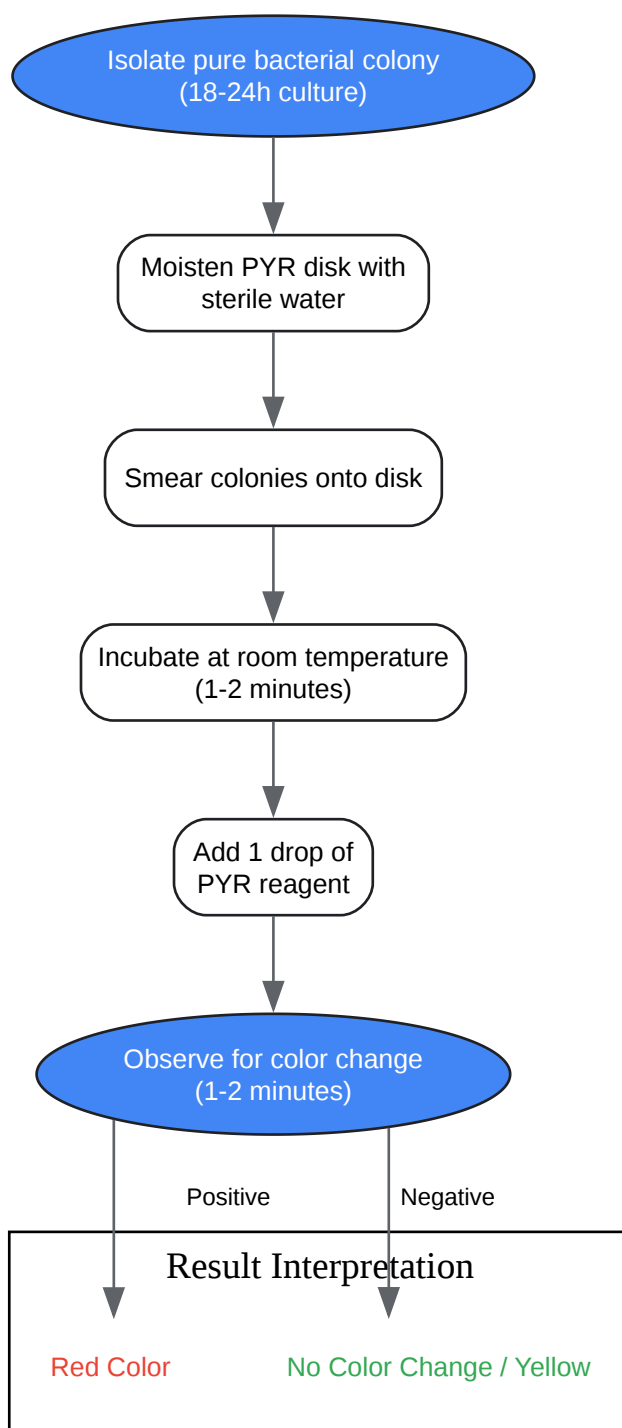 Isolate pure bacterial colony
(18-24h culture)
Moisten PYR disk with
sterile water
Smear colonies onto disk
Incubate at room temperature
(1-2 minutes)
Add 1 drop of
PYR reagent
Observe for color change
(1-2 minutes)
Positive
Negative
Result Interpretation
Red Color
No Color Change / Yellow